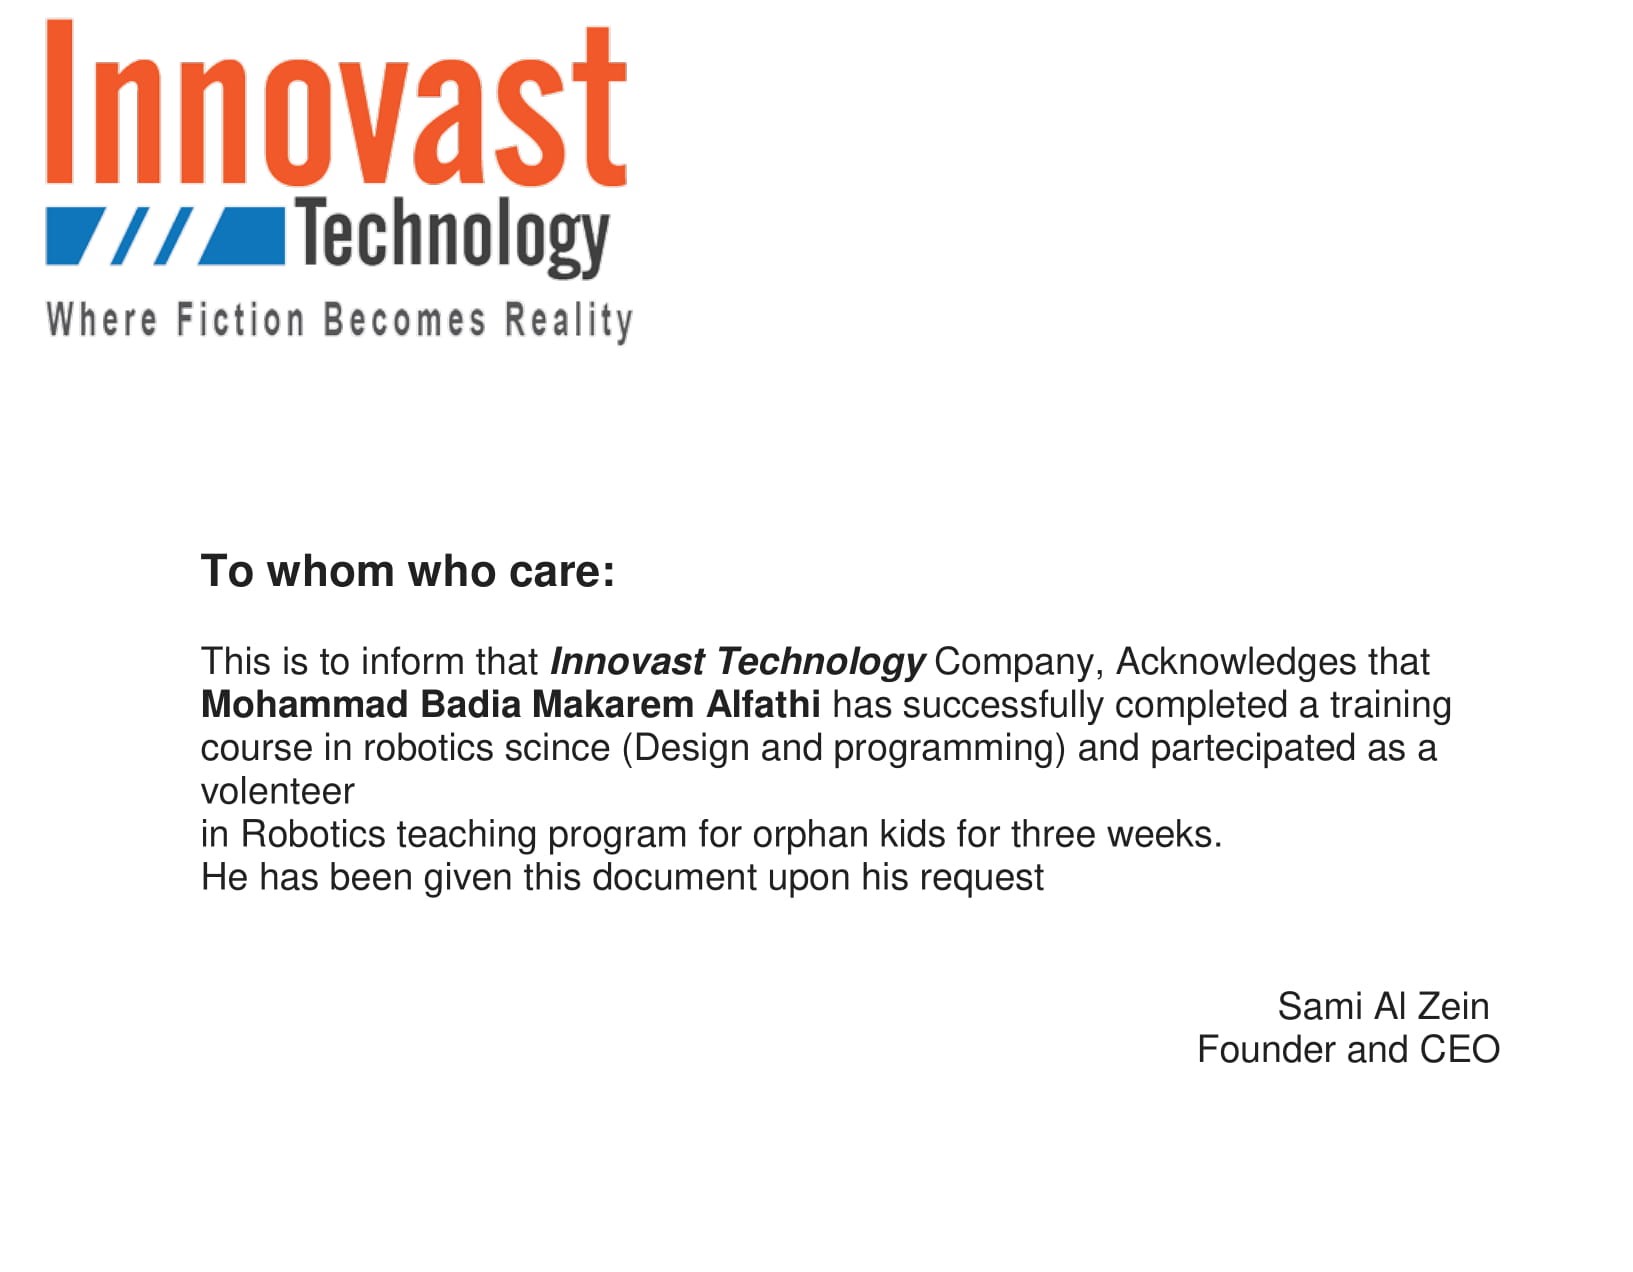 Innovast
Technology
Where Fiction Becomes Reality
To whom who care:
This is to inform that Innovast Technology Company, Acknowledges that
Mohammad Badia Makarem Alfathi has successfully completed a training
course in robotics scince (Design and programming) and partecipated as a
volenteer
in Robotics teaching program for orphan kids for three weeks.
He has been given this document upon his request
Sami Al Zein
Founder and CEO